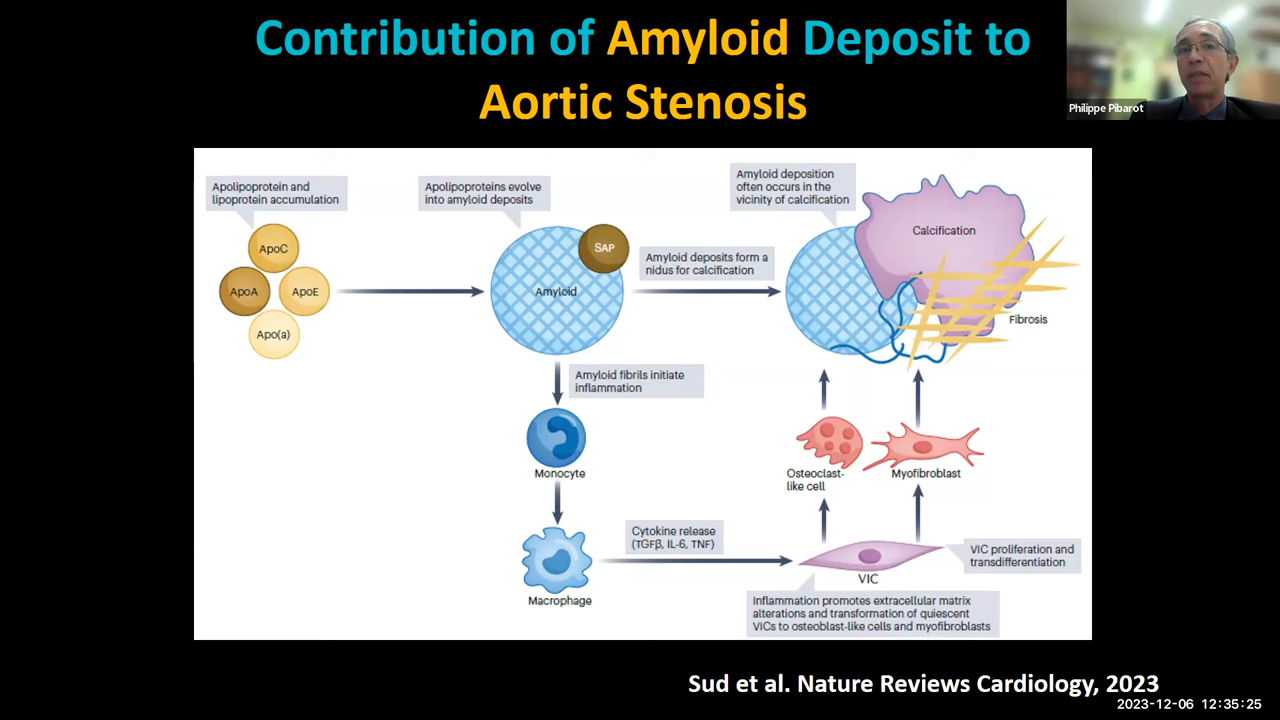 Contribution of Amyloid Deposit to
Aortic Stenosis
Philippe Pibarot
Apolipoprotein and
lipoprotein accumulation
Apolipoproteins evolve
into amyloid deposits
Amyloid deposition
often occurs in the
vicinity of calcification
ApoC
ApoA
ApoE
Apo(a)
SAP
Amyloid
Amyloid deposits form a
nidus for calcification
Calcification
Fibrosis
Amyloid fibrils initiate
inflammation
Monocyte
Osteoclast-
like cell
Myofibroblast
Cytokine release
(TGFβ, IL-6, TNF)
Macrophage
VIC
VIC proliferation and
transdifferentiation
Inflammation promotes extracellular matrix
alterations and transformation of quiescent
VICs to osteoblast-like cells and myofibroblasts
Sud et al. Nature Reviews Cardiology, 2023
2023-12-06 12:35:25